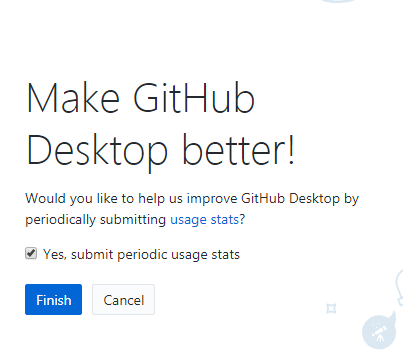 Make GitHub
Desktop better!
Would you like to help us improve GitHub Desktop by
periodically submitting usage stats?
Yes, submit periodic usage stats
Finish
Cancel